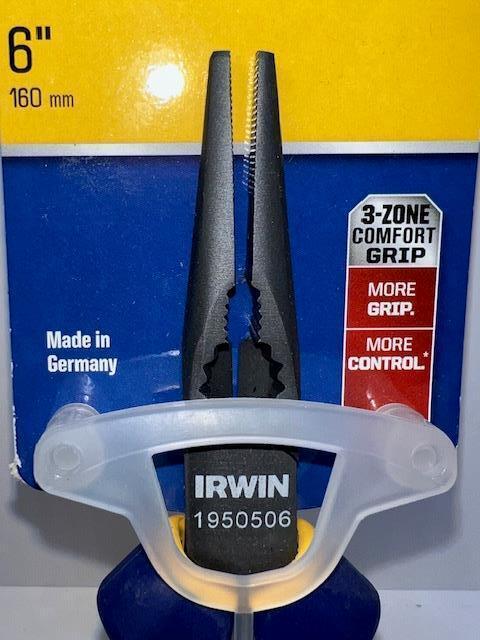 6"
160 mm
3-ZONE
COMFORT
GRIP
MORE
GRIP.
MORE
CONTROL*
Made in
Germany
IRWIN
1950506